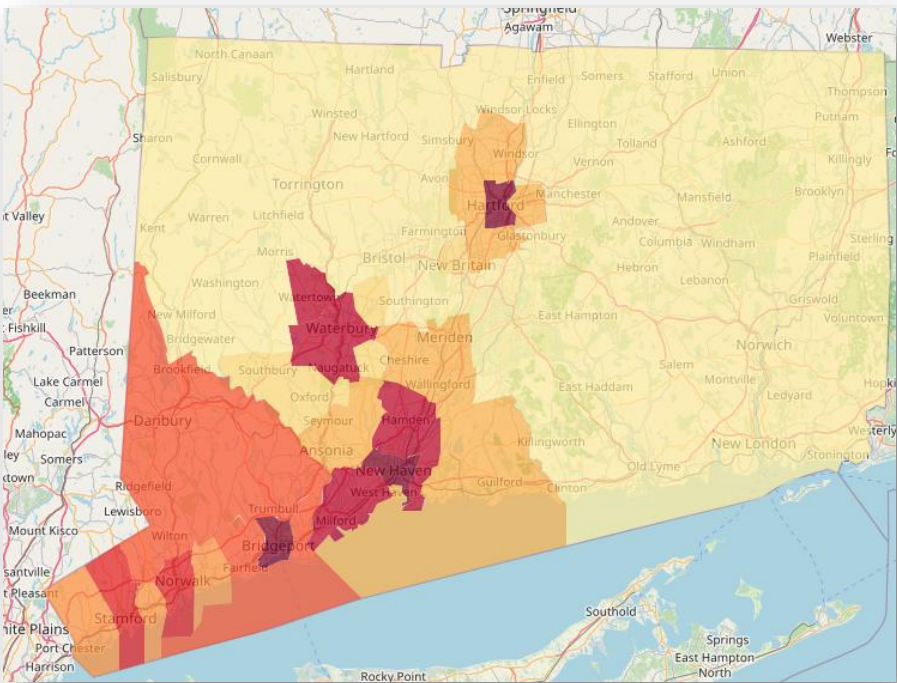 Springfield
Agawam
Webster
North Canaan
Salisbury
Hartland
Enfield
Somers
Stafford
Union
Thompson
Winsted
Windsor Locks
Putnam
Sharon
New Hartford
Simsbury
Ellington
Tolland
Ashford
Cornwall
Windsor
Vernon
Killingly
Torrington
Avon
Manchester
Mansfield
Brooklyn
t Valley
Warren
Litchfield
Hartford
Andover
Kent
Farmington
Glastonbury
Columbia
Windham
Sterling
Morris
Bristol
New Britain
Hebron
Plainfield
Washington
Lebanon
Beekman
Watertown
Southington
Griswold
New Milford
East Hampton
Voluntown
Fishkill
Waterbury
Meriden
Bridgewater
Norwich
Patterson
Cheshire
Brookfield
Southbury
Naugatuck
Salem
Lake Carmel
Wallingford
East Haddam
Montville
Carmel
Oxford
Ledyard
Danbury
Seymour
Hamden
Mahopac
Killingworth
New London
Westerly
Somers
Ansonia
Stonington
New Haven
Old Lyme
Ridgefield
West Haven
Guilford
Clinton
Lewisboro
Trumbull
Milford
Mount Kisco
Wilton
Bridgeport
Fairfield
Norwalk
t Pleasant
Stamford
Southold
nite Plains
Port Chester
Springs
Harrison
East Hampton
North
Rocky Point